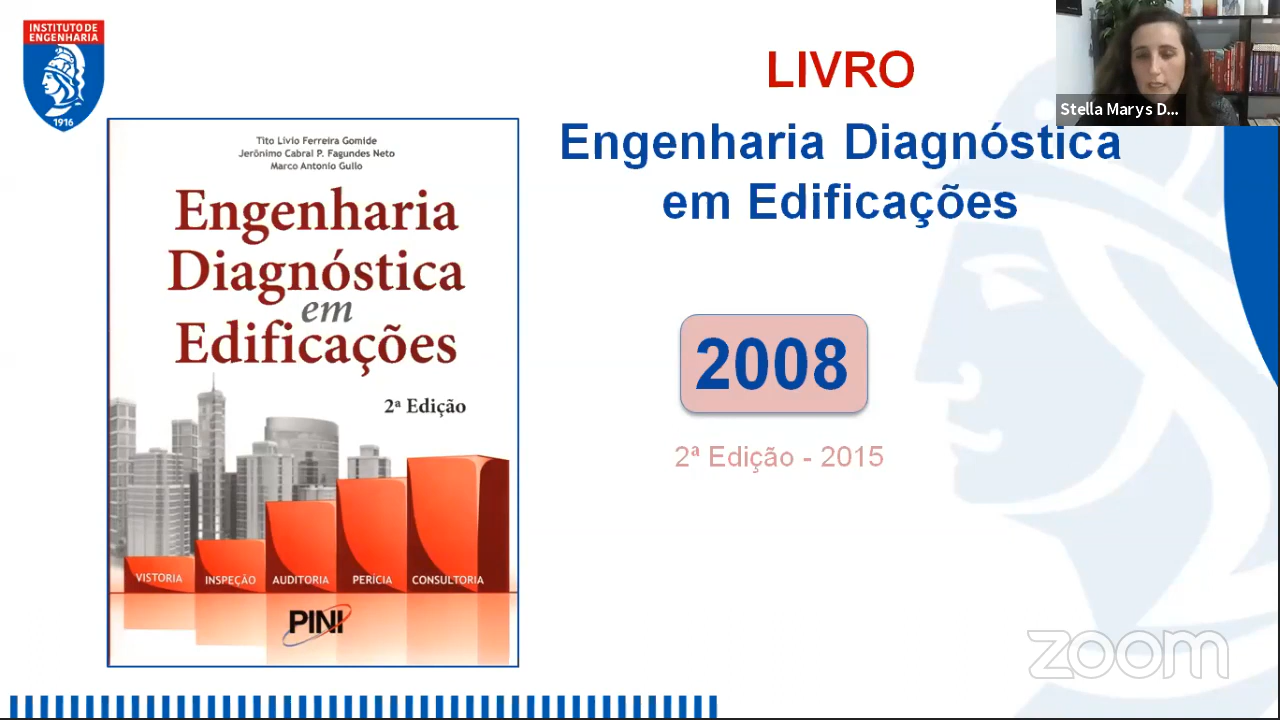 INSTITUTO DE
ENGENHARIA
1916
LIVRO
Engenharia Diagnóstica
em Edificações
Stella Marys D...
Tito Lívio Ferreira Gomide
Jerônimo Cabral P. Fagundes Neto
Marco Antonio Gullo
Engenharia
Diagnóstica
em
Edificações
2ª Edição
VISTORIA INSPEÇÃO AUDITORIA PERÍCIA CONSULTORIA
PINI
2008
2ª Edição - 2015
zoom